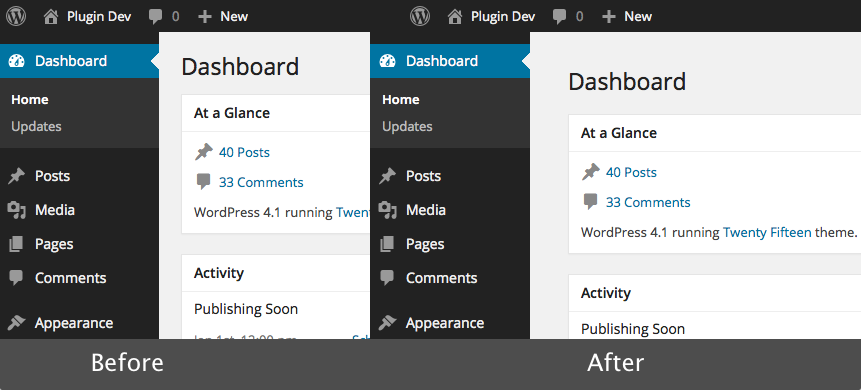 Plugin Dev 0 + New
Dashboard
Home
Updates
Posts
Media
Pages
Comments
Appearance
Dashboard
At a Glance
40 Posts
33 Comments
WordPress 4.1 running Twen
Activity
Publishing Soon
Before
Plugin Dev 0 + New
Dashboard
Home
Updates
Posts
Media
Pages
Comments
Appearance
Dashboard
At a Glance
40 Posts
33 Comments
WordPress 4.1 running Twenty Fifteen theme.
Activity
Publishing Soon
After